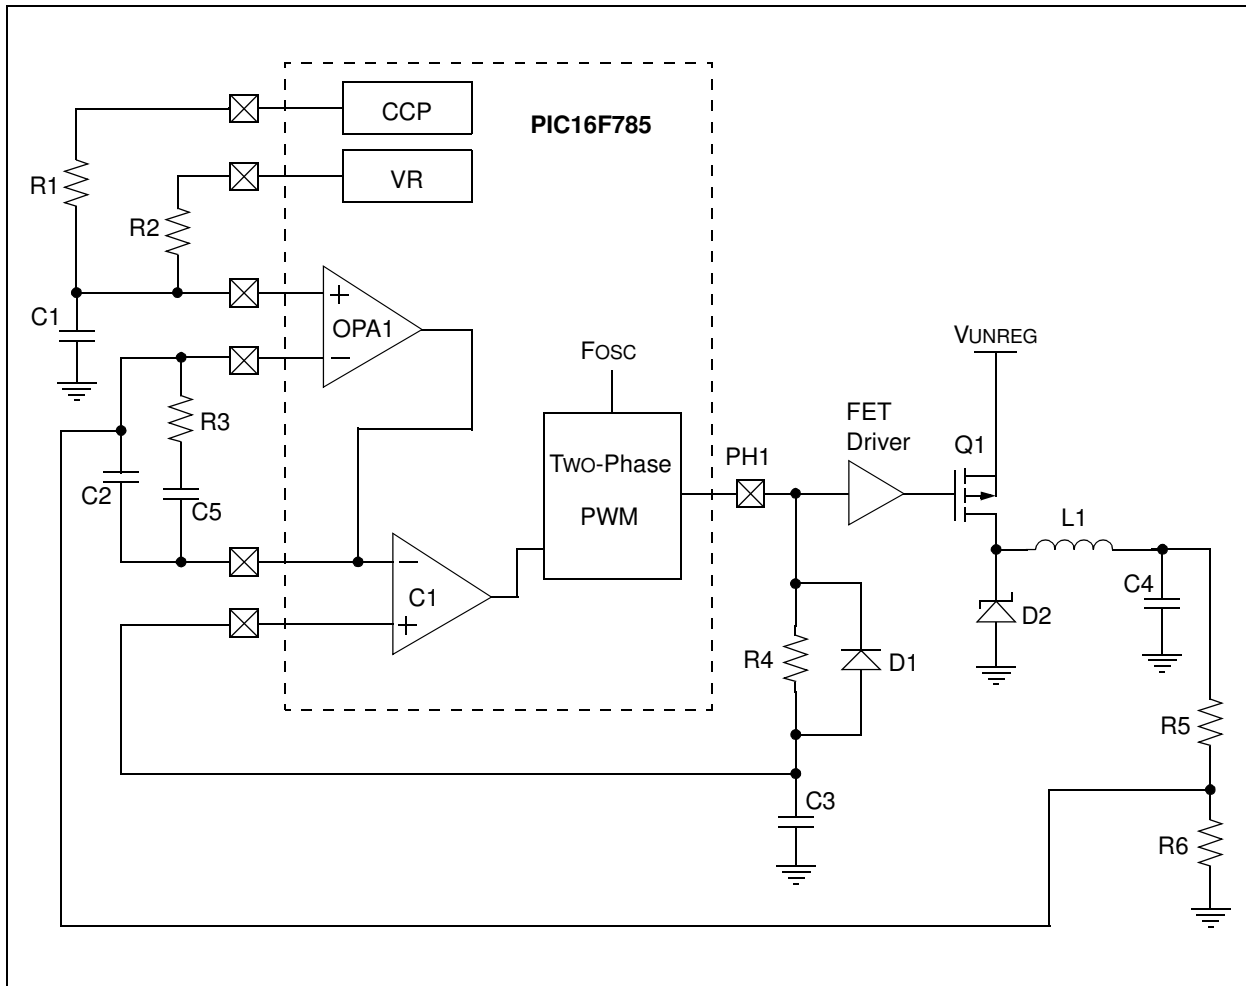 CCP
PIC16F785
VR
R1
R2
C1
OPA1
+
−
R3
C2
C5
FOSC
TWO-Phase
PWM
PH1
FET
Driver
VUNREG
Q1
L1
C4
D2
−
C1
+
R4
D1
R5
C3
R6